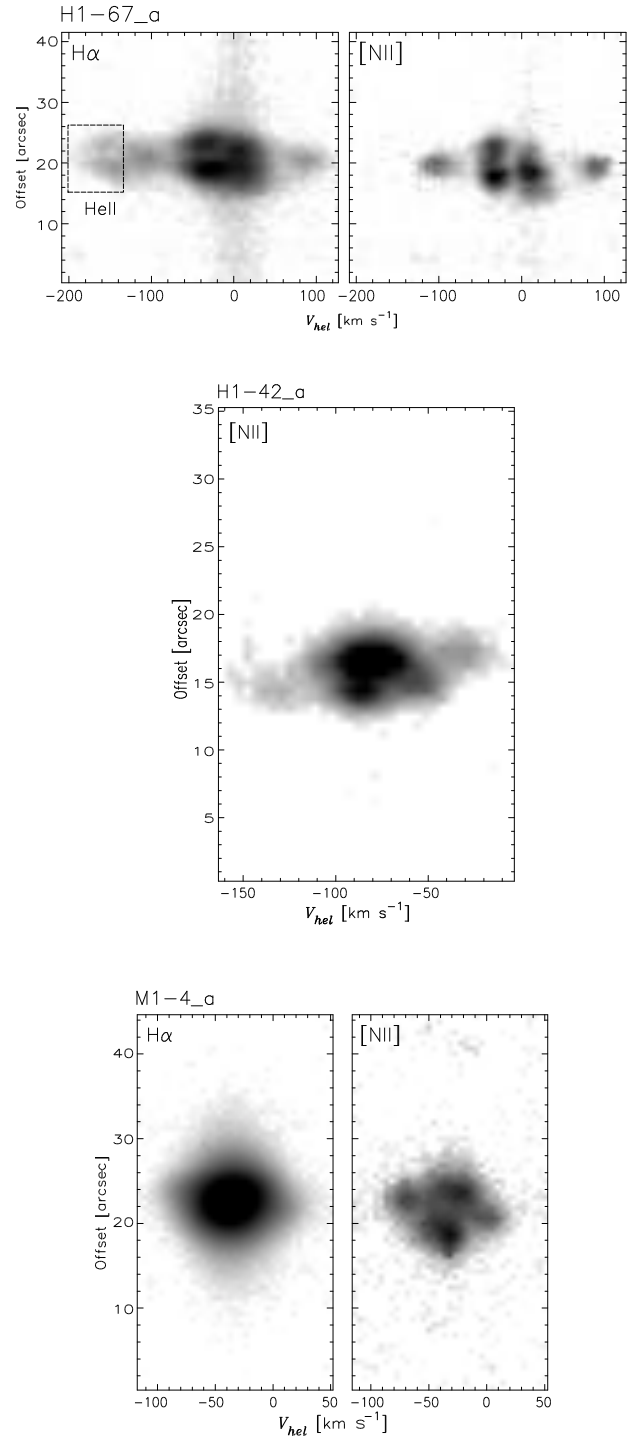 H1−67_a
Hα
[NII]
40
30
20
10
Offset [arcsec]
HeII
−200 −100 0 100 −200 −100 0 100
V_hel [km s⁻¹]
H1−42_a
[NII]
35
30
25
20
15
10
5
Offset [arcsec]
−150 −100 −50
V_hel [km s⁻¹]
M1−4_a
Hα
[NII]
40
30
20
10
Offset [arcsec]
−100 −50 0 50 −100 −50 0 50
V_hel [km s⁻¹]